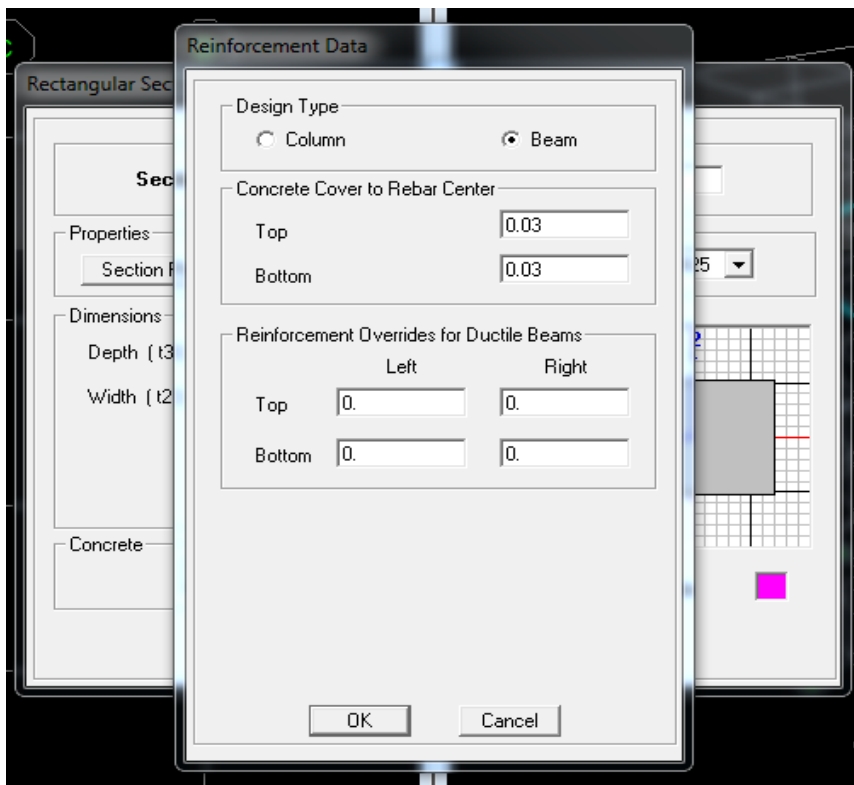 Reinforcement Data
Rectangular Sec
Design Type
Column Beam
Sec
Concrete Cover to Rebar Center
Top 0.03
Bottom 0.03
Properties
Section
25
Dimensions
Depth ( t3
Width ( t2
2
Reinforcement Overrides for Ductile Beams
Left Right
Top 0. 0.
Bottom 0. 0.
Concrete
OK Cancel